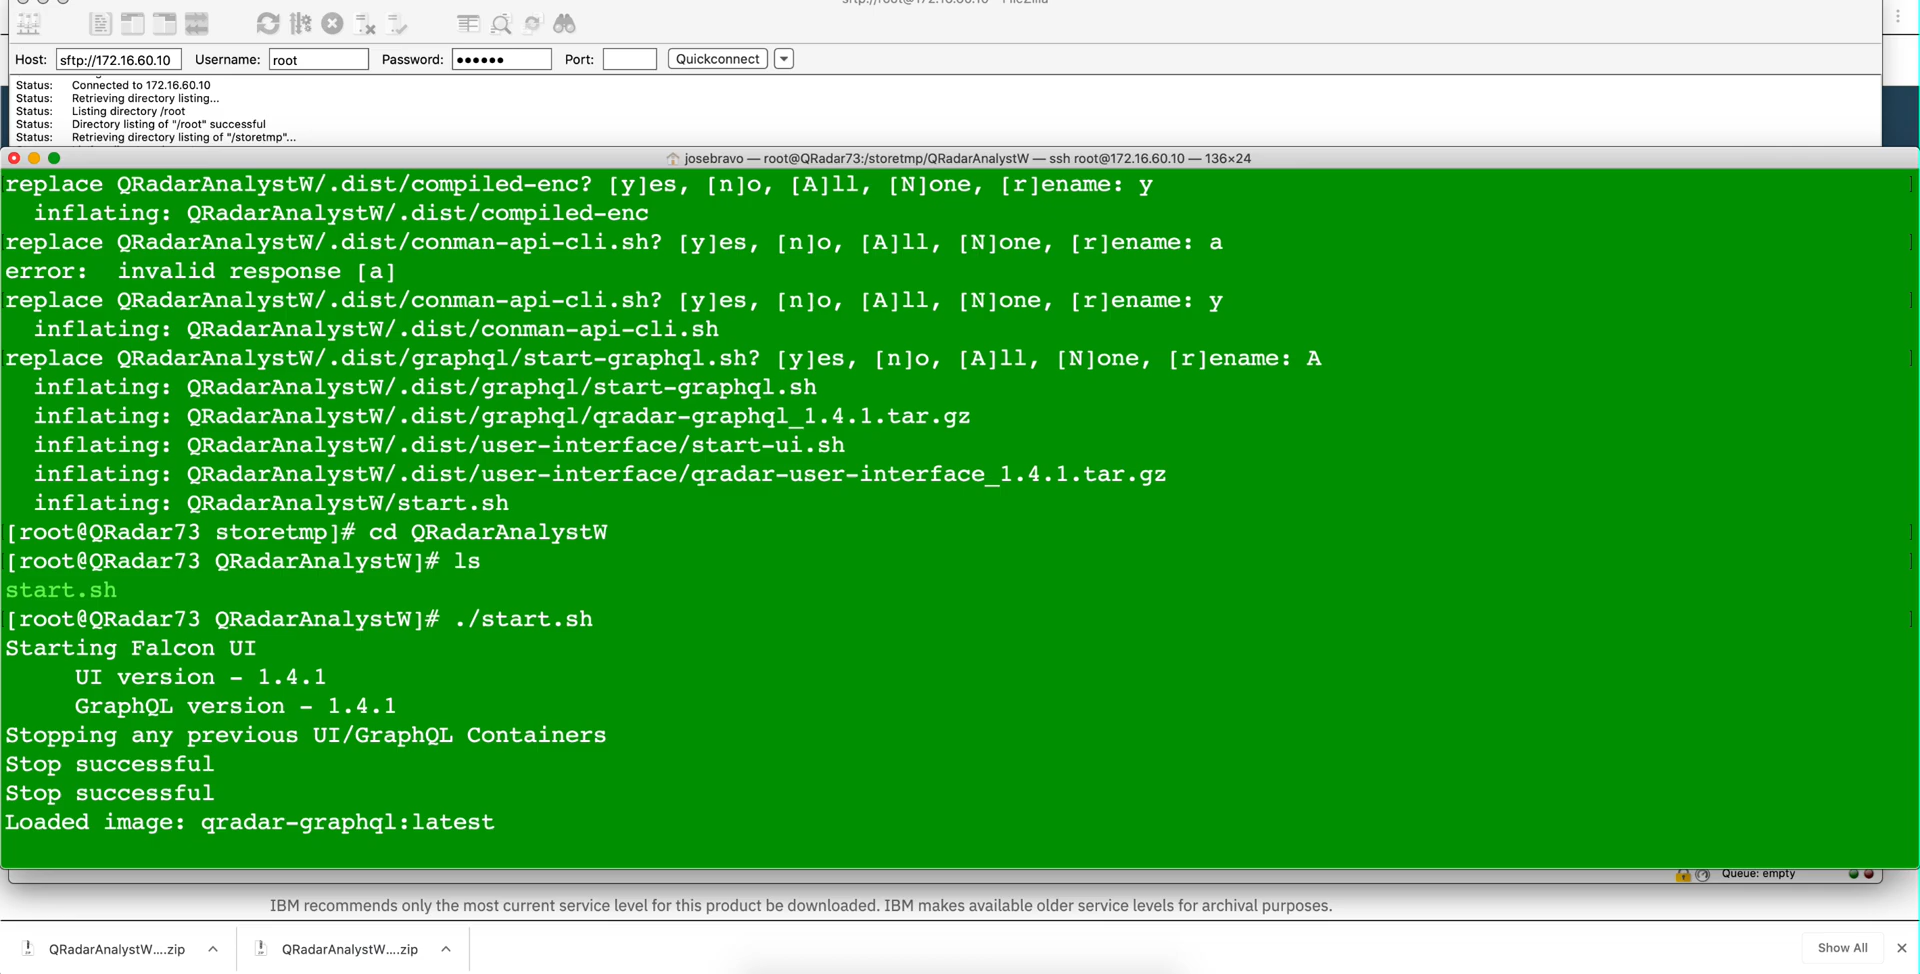 Host: sftp://172.16.60.10 Username: root Password: •••••• Port: Quickconnect
Status: Connected to 172.16.60.10
Status: Retrieving directory listing...
Status: Listing directory /root
Status: Directory listing of "/root" successful
Status: Retrieving directory listing of "/storetmp"...
josebravo — root@QRadar73:/storetmp/QRadarAnalystW — ssh root@172.16.60.10 — 136×24
replace QRadarAnalystW/.dist/compiled-enc? [y]es, [n]o, [A]ll, [N]one, [r]ename: y
inflating: QRadarAnalystW/.dist/compiled-enc
replace QRadarAnalystW/.dist/conman-api-cli.sh? [y]es, [n]o, [A]ll, [N]one, [r]ename: a
error: invalid response [a]
replace QRadarAnalystW/.dist/conman-api-cli.sh? [y]es, [n]o, [A]ll, [N]one, [r]ename: y
inflating: QRadarAnalystW/.dist/conman-api-cli.sh
replace QRadarAnalystW/.dist/graphql/start-graphql.sh? [y]es, [n]o, [A]ll, [N]one, [r]ename: A
inflating: QRadarAnalystW/.dist/graphql/start-graphql.sh
inflating: QRadarAnalystW/.dist/graphql/qradar-graphql_1.4.1.tar.gz
inflating: QRadarAnalystW/.dist/user-interface/start-ui.sh
inflating: QRadarAnalystW/.dist/user-interface/qradar-user-interface_1.4.1.tar.gz
inflating: QRadarAnalystW/start.sh
[root@QRadar73 storetmp]# cd QRadarAnalystW
[root@QRadar73 QRadarAnalystW]# ls
start.sh
[root@QRadar73 QRadarAnalystW]# ./start.sh
Starting Falcon UI
UI version - 1.4.1
GraphQL version - 1.4.1
Stopping any previous UI/GraphQL Containers
Stop successful
Stop successful
Loaded image: qradar-graphql:latest
Queue: empty
IBM recommends only the most current service level for this product be downloaded. IBM makes available older service levels for archival purposes.
QRadarAnalystW....zip QRadarAnalystW....zip Show All